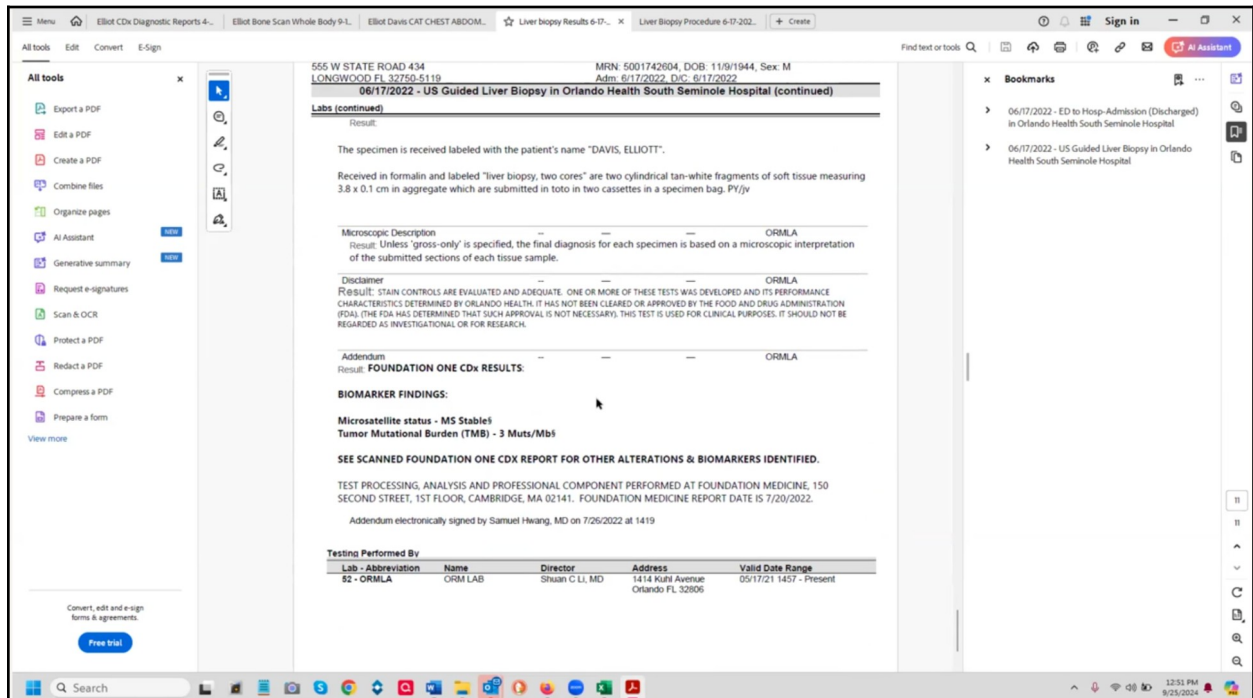 Menu
Elliot CDx Diagnostic Reports 4-..
Elliot Bone Scan Whole Body 9-1..
Elliot Davis CAT CHEST ABDOM...
Liver biopsy Results 6-17-..
Liver Biopsy Procedure 6-17-202..
+ Create
Sign in
All tools Edit Convert E-Sign
Find text or tools
AI Assistant
All tools
Export a PDF
Edit a PDF
Create a PDF
Combine files
Organize pages
AI Assistant NEW
Generative summary NEW
Request e-signatures
Scan & OCR
Protect a PDF
Redact a PDF
Compress a PDF
Prepare a form
View more
Convert, edit and e-sign
forms & agreements.
Free trial
555 W STATE ROAD 434 MRN: 5001742604, DOB: 11/9/1944, Sex: M
LONGWOOD FL 32750-5119 Adm: 6/17/2022, D/C: 6/17/2022
06/17/2022 - US Guided Liver Biopsy in Orlando Health South Seminole Hospital (continued)
Labs (continued)
Result:
The specimen is received labeled with the patient's name "DAVIS, ELLIOTT".
Received in formalin and labeled "liver biopsy, two cores" are two cylindrical tan-white fragments of soft tissue measuring
3.8 x 0.1 cm in aggregate which are submitted in toto in two cassettes in a specimen bag. PY/jv
Microscopic Description -- — — ORMLA
Result: Unless 'gross-only' is specified, the final diagnosis for each specimen is based on a microscopic interpretation
of the submitted sections of each tissue sample.
Disclaimer -- — — ORMLA
Result: STAIN CONTROLS ARE EVALUATED AND ADEQUATE. ONE OR MORE OF THESE TESTS WAS DEVELOPED AND ITS PERFORMANCE
CHARACTERISTICS DETERMINED BY ORLANDO HEALTH. IT HAS NOT BEEN CLEARED OR APPROVED BY THE FOOD AND DRUG ADMINISTRATION
(FDA). (THE FDA HAS DETERMINED THAT SUCH APPROVAL IS NOT NECESSARY). THIS TEST IS USED FOR CLINICAL PURPOSES. IT SHOULD NOT BE
REGARDED AS INVESTIGATIONAL OR FOR RESEARCH.
Addendum -- — — ORMLA
Result: FOUNDATION ONE CDx RESULTS:
BIOMARKER FINDINGS:
Microsatellite status - MS Stable§
Tumor Mutational Burden (TMB) - 3 Muts/Mb§
SEE SCANNED FOUNDATION ONE CDX REPORT FOR OTHER ALTERATIONS & BIOMARKERS IDENTIFIED.
TEST PROCESSING, ANALYSIS AND PROFESSIONAL COMPONENT PERFORMED AT FOUNDATION MEDICINE, 150
SECOND STREET, 1ST FLOOR, CAMBRIDGE, MA 02141. FOUNDATION MEDICINE REPORT DATE IS 7/20/2022.
Addendum electronically signed by Samuel Hwang, MD on 7/26/2022 at 1419
Testing Performed By
Lab - Abbreviation Name Director Address Valid Date Range
52 - ORMLA ORM LAB Shuan C Li, MD 1414 Kuhl Avenue 05/17/21 1457 - Present
Orlando FL 32806
Bookmarks
06/17/2022 - ED to Hosp-Admission (Discharged)
in Orlando Health South Seminole Hospital
06/17/2022 - US Guided Liver Biopsy in Orlando
Health South Seminole Hospital
11
11
Search
12:51 PM
9/25/2024